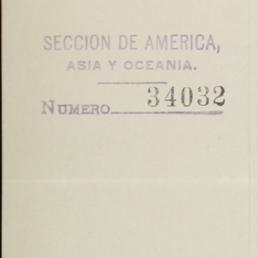 SECCION DE AMERICA,
ASIA Y OCEANIA.
NUMERO 34032